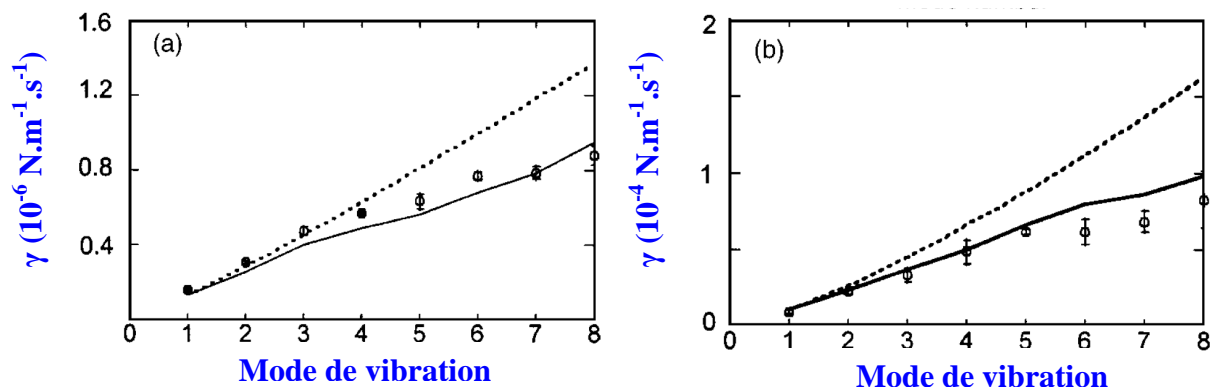 (a)
γ (10⁻⁶ N.m⁻¹.s⁻¹)
1.6
1.2
0.8
0.4
0 1 2 3 4 5 6 7 8
Mode de vibration
(b)
γ (10⁻⁴ N.m⁻¹.s⁻¹)
2
1
0
0 1 2 3 4 5 6 7 8
Mode de vibration